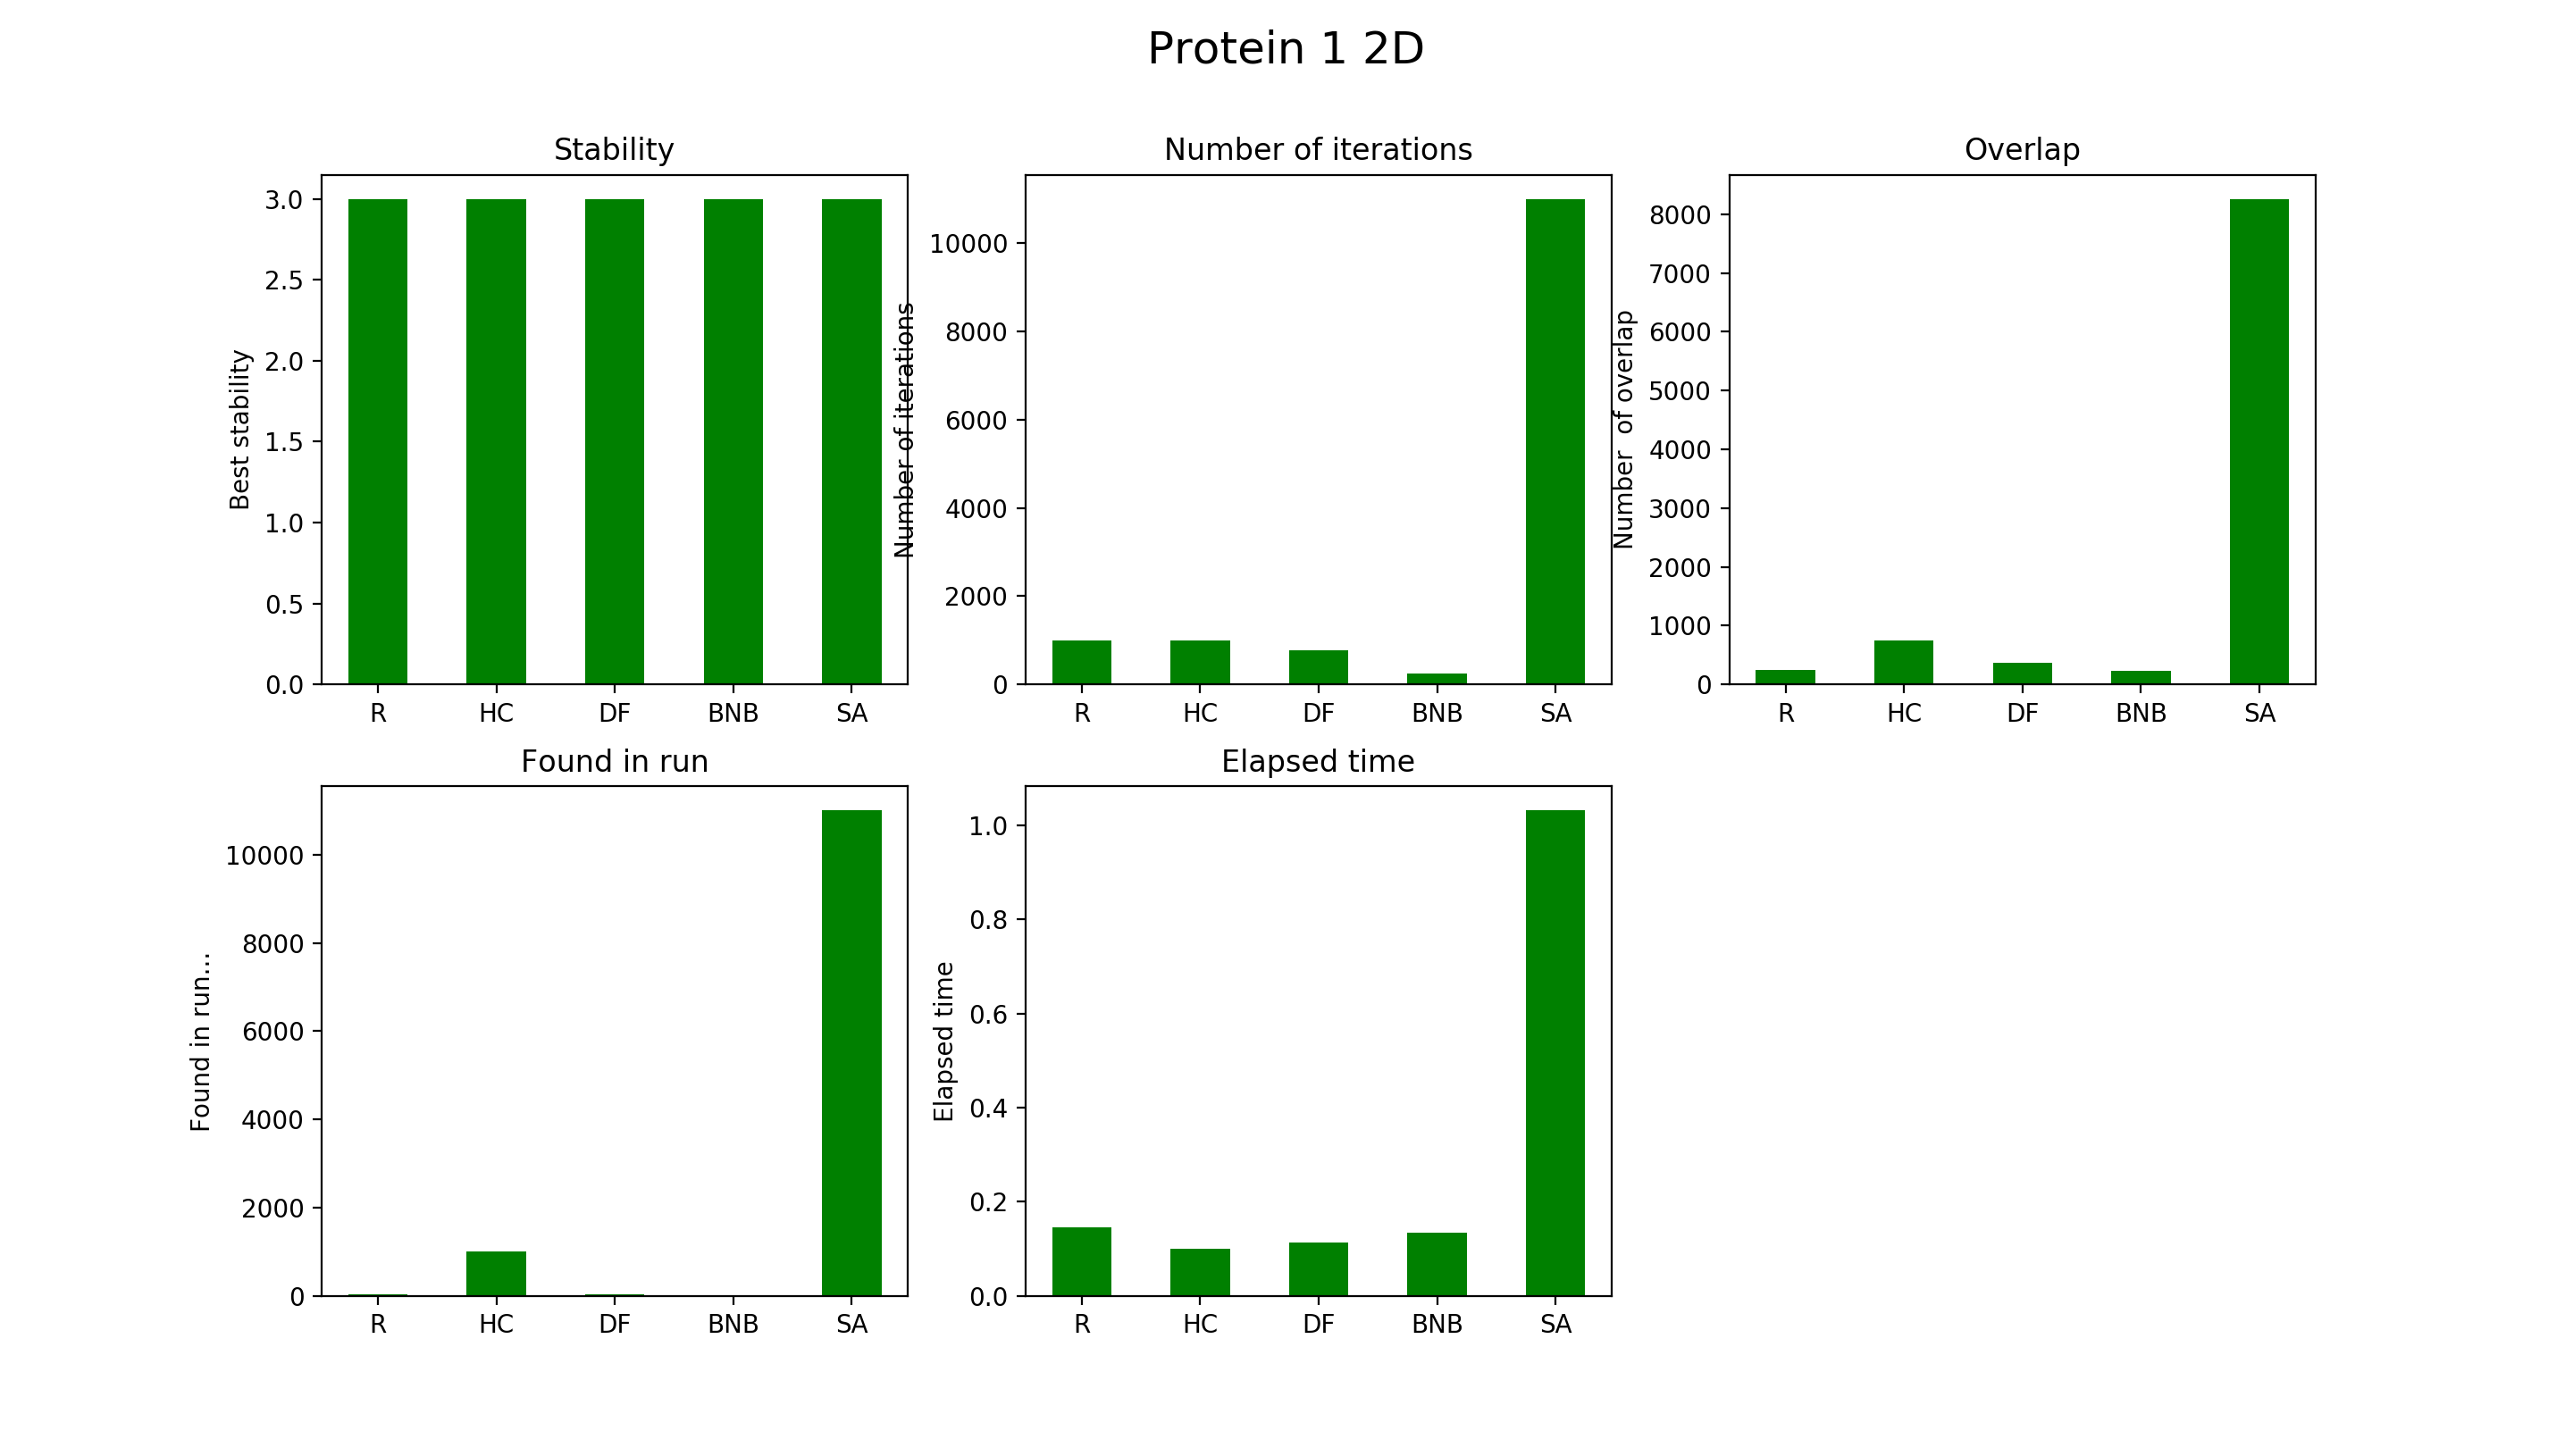 Protein 1 2D
Stability
Best stability
3.0
2.5
2.0
1.5
1.0
0.5
0.0
R HC DF BNB SA
Number of iterations
Number of iterations
10000
8000
6000
4000
2000
0
R HC DF BNB SA
Overlap
Number of overlap
8000
7000
6000
5000
4000
3000
2000
1000
0
R HC DF BNB SA
Found in run
Found in run...
10000
8000
6000
4000
2000
0
R HC DF BNB SA
Elapsed time
Elapsed time
1.0
0.8
0.6
0.4
0.2
0.0
R HC DF BNB SA